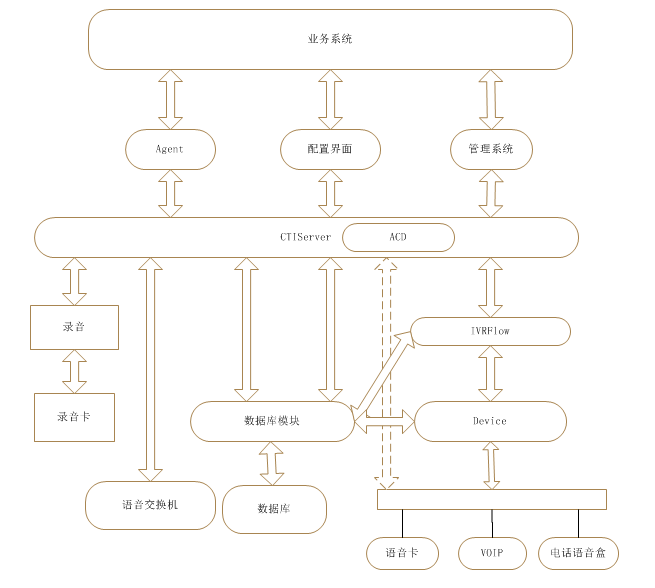 业务系统
Agent
配置界面
管理系统
CTIServer
ACD
录音
IVRFlow
录音卡
数据库模块
Device
语音交换机
数据库
语音卡
VOIP
电话语音盒